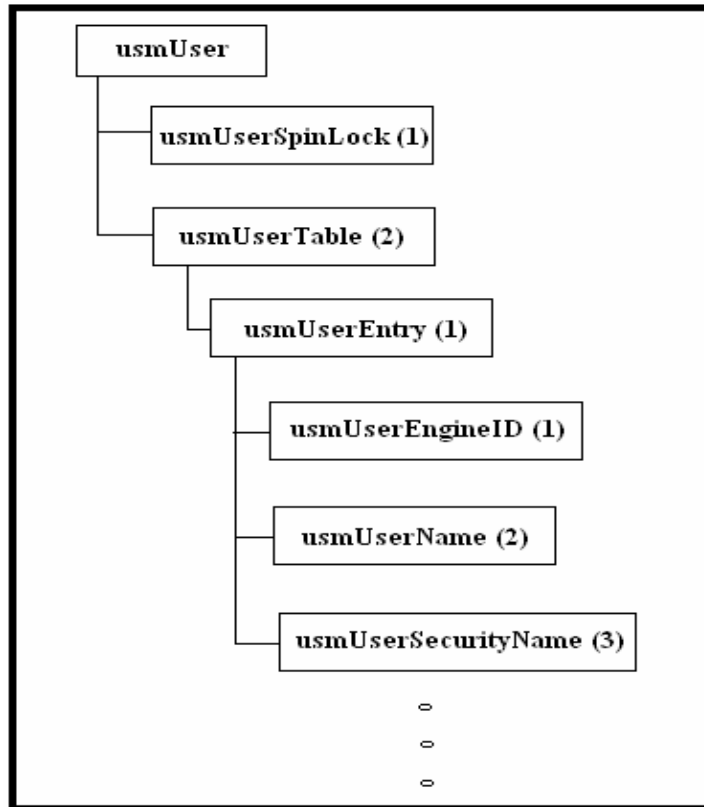 usmUser
usmUserSpinLock (1)
usmUserTable (2)
usmUserEntry (1)
usmUserEngineID (1)
usmUserName (2)
usmUserSecurityName (3)